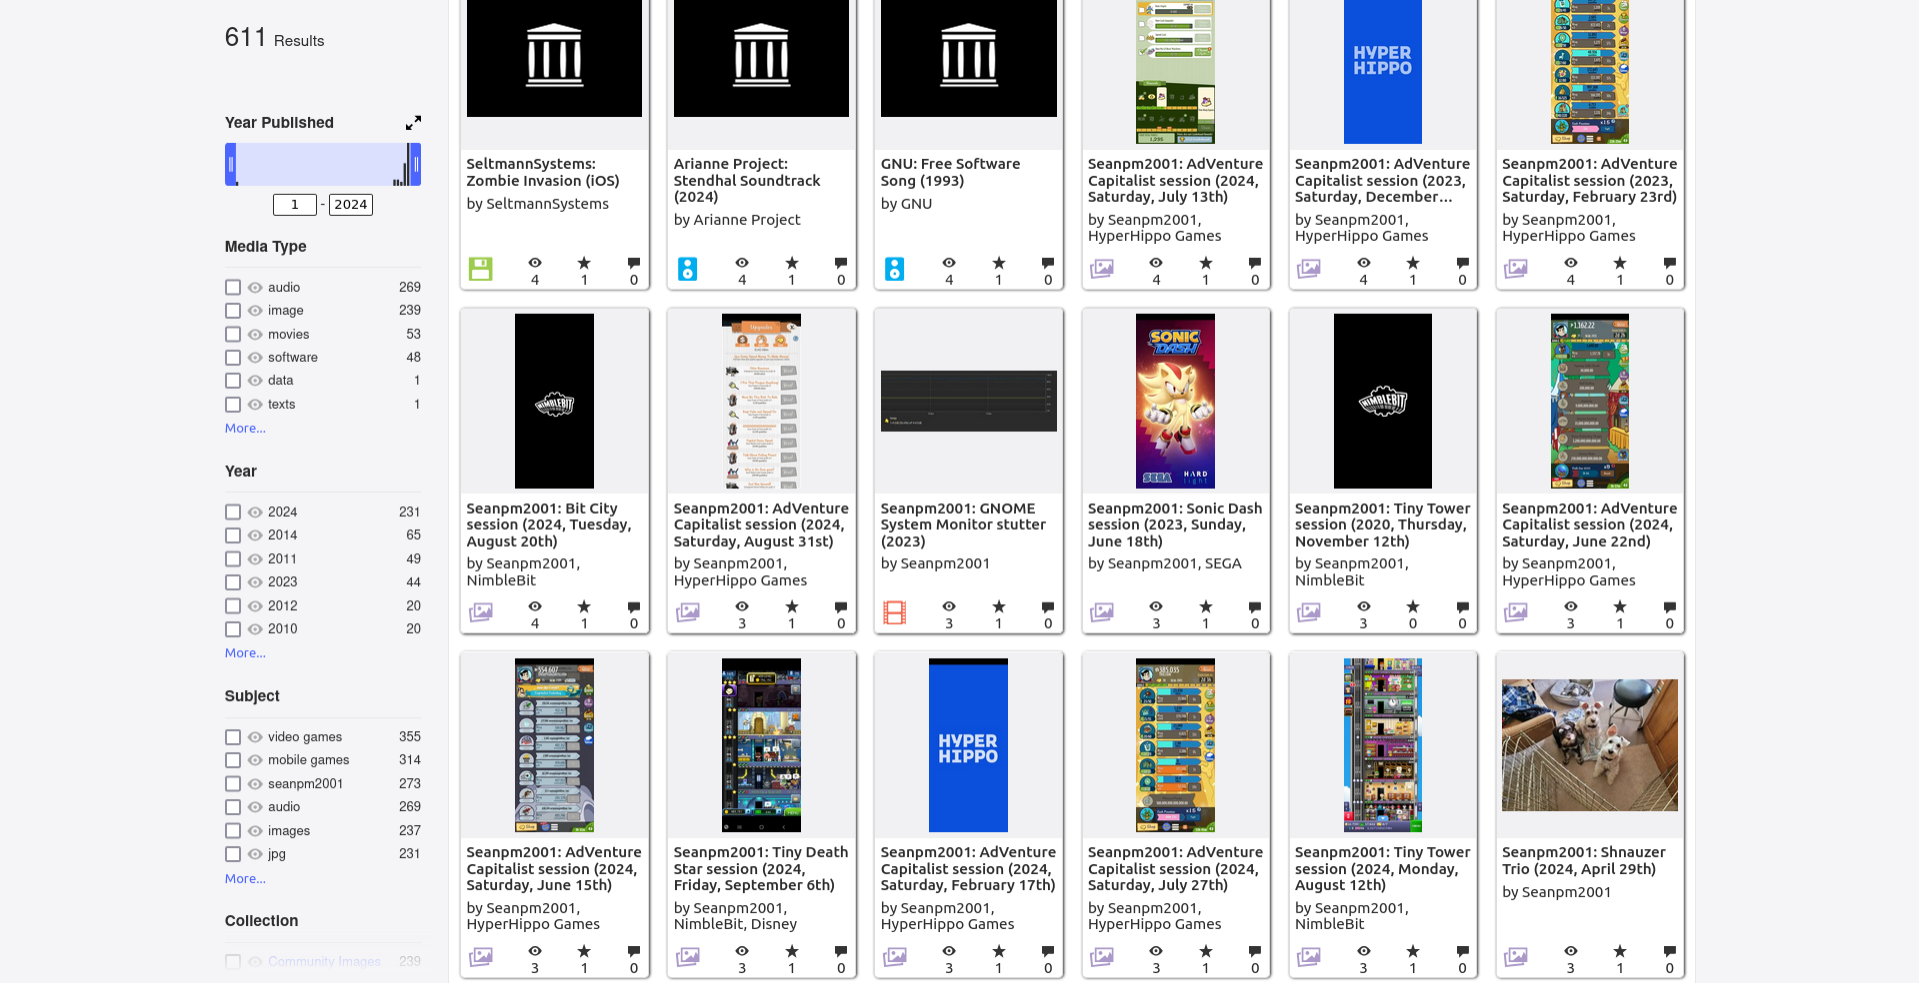 611 Results
Year Published
1 - 2024
Media Type
audio 269
image 239
movies 53
software 48
data 1
texts 1
More...
Year
2024 231
2014 65
2011 49
2023 44
2012 20
2010 20
More...
Subject
video games 355
mobile games 314
seanpm2001 273
audio 269
images 237
jpg 231
More...
Collection
Community Images 239
SeltmannSystems:
Zombie Invasion (iOS)
by SeltmannSystems
4 1 0
Arianne Project:
Stendhal Soundtrack
(2024)
by Arianne Project
4 1 0
GNU: Free Software
Song (1993)
by GNU
4 1 0
Seanpm2001: AdVenture
Capitalist session (2024,
Saturday, July 13th)
by Seanpm2001,
HyperHippo Games
4 1 0
HYPER
HIPPO
Seanpm2001: AdVenture
Capitalist session (2023,
Saturday, December...
by Seanpm2001,
HyperHippo Games
4 1 0
Seanpm2001: AdVenture
Capitalist session (2023,
Saturday, February 23rd)
by Seanpm2001,
HyperHippo Games
4 1 0
NIMBLEBIT
Seanpm2001: Bit City
session (2024, Tuesday,
August 20th)
by Seanpm2001,
NimbleBit
4 1 0
Upgrades
Seanpm2001: AdVenture
Capitalist session (2024,
Saturday, August 31st)
by Seanpm2001,
HyperHippo Games
3 1 0
Seanpm2001: GNOME
System Monitor stutter
(2023)
by Seanpm2001
3 1 0
SONIC
DASH
SEGA HARD
light
Seanpm2001: Sonic Dash
session (2023, Sunday,
June 18th)
by Seanpm2001, SEGA
3 1 0
NIMBLEBIT
Seanpm2001: Tiny Tower
session (2020, Thursday,
November 12th)
by Seanpm2001,
NimbleBit
3 0 0
1,162.22
Seanpm2001: AdVenture
Capitalist session (2024,
Saturday, June 22nd)
by Seanpm2001,
HyperHippo Games
3 1 0
554.607
Seanpm2001: AdVenture
Capitalist session (2024,
Saturday, June 15th)
by Seanpm2001,
HyperHippo Games
3 1 0
Seanpm2001: Tiny Death
Star session (2024,
Friday, September 6th)
by Seanpm2001,
NimbleBit, Disney
3 1 0
HYPER
HIPPO
Seanpm2001: AdVenture
Capitalist session (2024,
Saturday, February 17th)
by Seanpm2001,
HyperHippo Games
3 1 0
385.035
Seanpm2001: AdVenture
Capitalist session (2024,
Saturday, July 27th)
by Seanpm2001,
HyperHippo Games
3 1 0
Seanpm2001: Tiny Tower
session (2024, Monday,
August 12th)
by Seanpm2001,
NimbleBit
3 1 0
Seanpm2001: Shnauzer
Trio (2024, April 29th)
by Seanpm2001
3 1 0